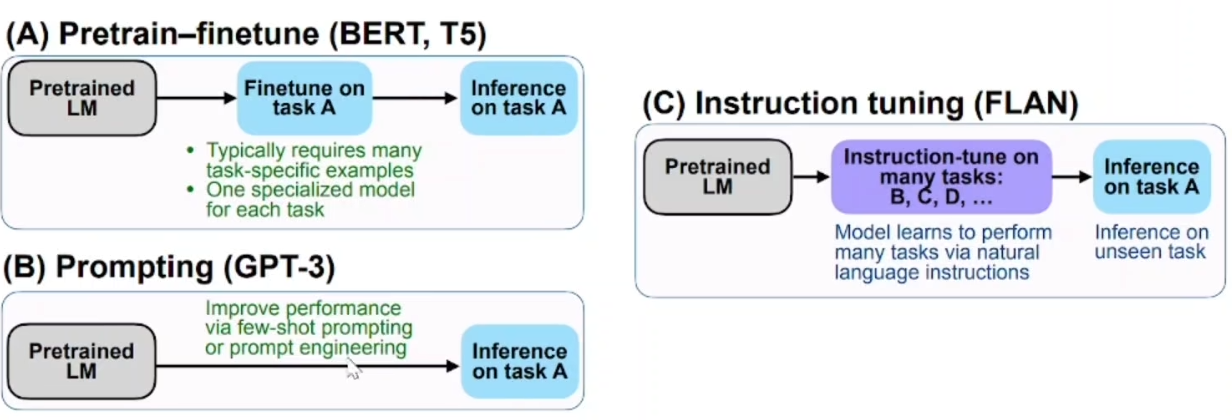 (A) Pretrain–finetune (BERT, T5)
Pretrained
LM
Finetune on
task A
Inference
on task A
• Typically requires many
task-specific examples
• One specialized model
for each task
(B) Prompting (GPT-3)
Improve performance
via few-shot prompting
or prompt engineering
Pretrained
LM
Inference
on task A
(C) Instruction tuning (FLAN)
Pretrained
LM
Instruction-tune on
many tasks:
B, C, D, ...
Inference
on task A
Model learns to perform
many tasks via natural
language instructions
Inference on
unseen task